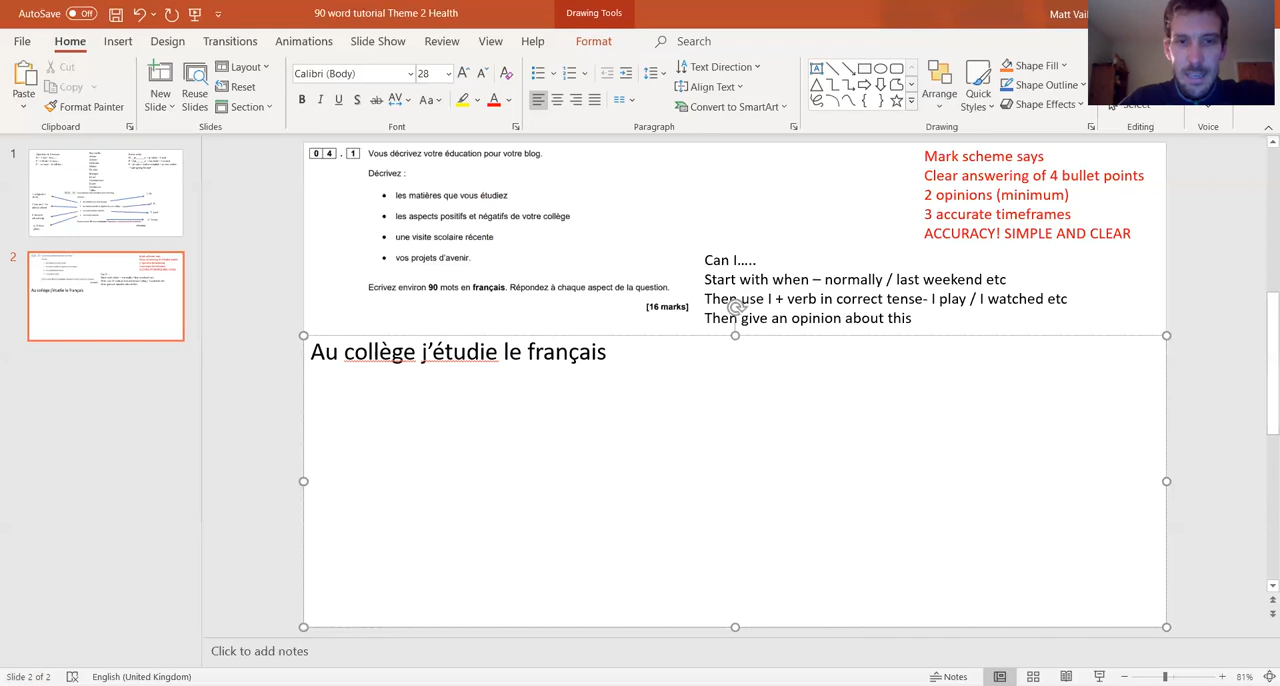 AutoSave Off 90 word tutorial Theme 2 Health Drawing Tools Matt Vai
File Home Insert Design Transitions Animations Slide Show Review View Help Format Search
Paste Cut Copy Format Painter Clipboard
New Slide Reuse Slides Layout Reset Section Slides
Calibri (Body) 28 Font
Text Direction Align Text Convert to SmartArt Paragraph
Arrange Quick Styles Shape Fill Shape Outline Shape Effects Drawing
Select Editing Voice
1
2
0 4 . 1 Vous décrivez votre éducation pour votre blog.
Décrivez :
• les matières que vous étudiez
• les aspects positifs et négatifs de votre collège
• une visite scolaire récente
• vos projets d'avenir.
Ecrivez environ 90 mots en français. Répondez à chaque aspect de la question.
[16 marks]
Mark scheme says
Clear answering of 4 bullet points
2 opinions (minimum)
3 accurate timeframes
ACCURACY! SIMPLE AND CLEAR
Can I.....
Start with when – normally / last weekend etc
Then use I + verb in correct tense- I play / I watched etc
Then give an opinion about this
Au collège j'étudie le français
Click to add notes
Slide 2 of 2 English (United Kingdom) Notes 81%